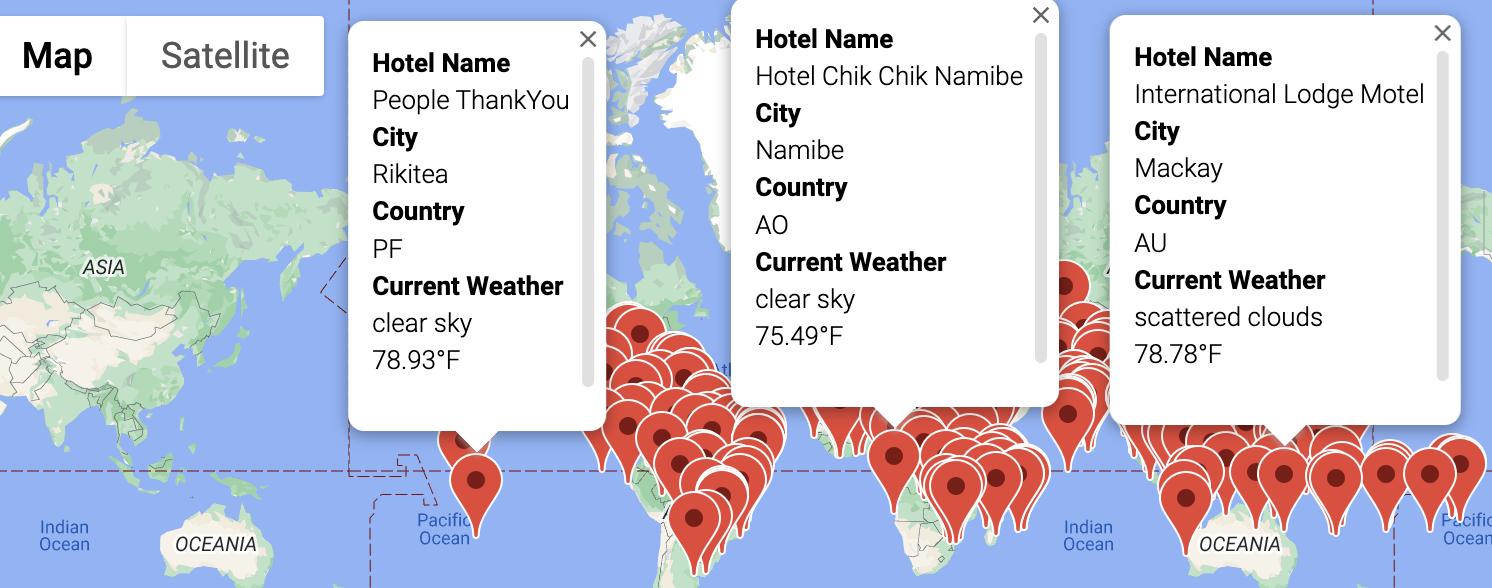 Map
Satellite
Hotel Name
People ThankYou
City
Rikitea
Country
PF
Current Weather
clear sky
78.93°F
Hotel Name
Hotel Chik Chik Namibe
City
Namibe
Country
AO
Current Weather
clear sky
75.49°F
Hotel Name
International Lodge Motel
City
Mackay
Country
AU
Current Weather
scattered clouds
78.78°F
ASIA
Indian
Ocean
OCEANIA
Pacific
Ocean
Indian
Ocean
OCEANIA
Pacific
Ocean